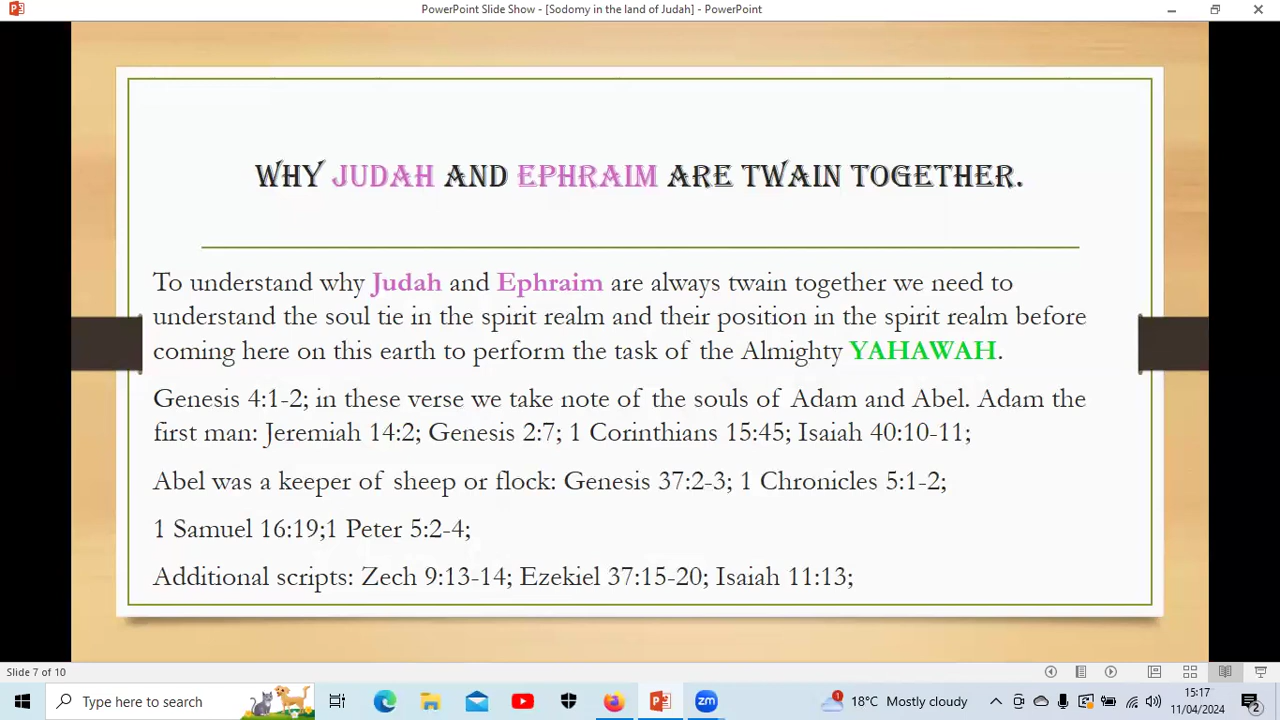 PowerPoint Slide Show - [Sodomy in the land of Judah] - PowerPoint
WHY JUDAH AND EPHRAIM ARE TWAIN TOGETHER.
To understand why Judah and Ephraim are always twain together we need to
understand the soul tie in the spirit realm and their position in the spirit realm before
coming here on this earth to perform the task of the Almighty YAHAWAH.
Genesis 4:1-2; in these verse we take note of the souls of Adam and Abel. Adam the
first man: Jeremiah 14:2; Genesis 2:7; 1 Corinthians 15:45; Isaiah 40:10-11;
Abel was a keeper of sheep or flock: Genesis 37:2-3; 1 Chronicles 5:1-2;
1 Samuel 16:19;1 Peter 5:2-4;
Additional scripts: Zech 9:13-14; Ezekiel 37:15-20; Isaiah 11:13;
Slide 7 of 10
Type here to search
1
18°C Mostly cloudy
15:17
11/04/2024
2